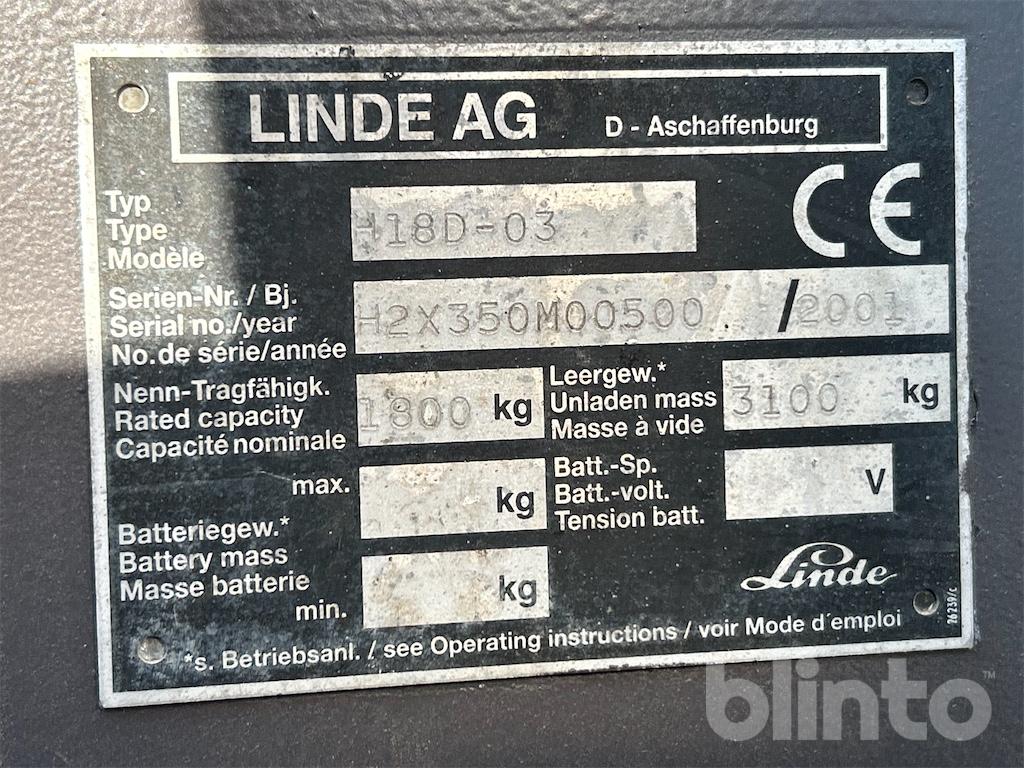 LINDE AG D - Aschaffenburg
CE
Typ
Type
Modèle
H18D-03
Serien-Nr. / Bj.
Serial no./year
No.de série/année
H2X350M00500 / 2001
Nenn-Tragfähigk.
Rated capacity
Capacité nominale
1800 kg
Leergew.*
Unladen mass
Masse à vide
3100 kg
max.
kg
Batteriegew.*
Battery mass
Masse batterie
min.
kg
Batt.-Sp.
Batt.-volt.
Tension batt.
V
Linde
26239/c
*s. Betriebsanl. / see Operating instructions / voir Mode d´emploi
blinto™